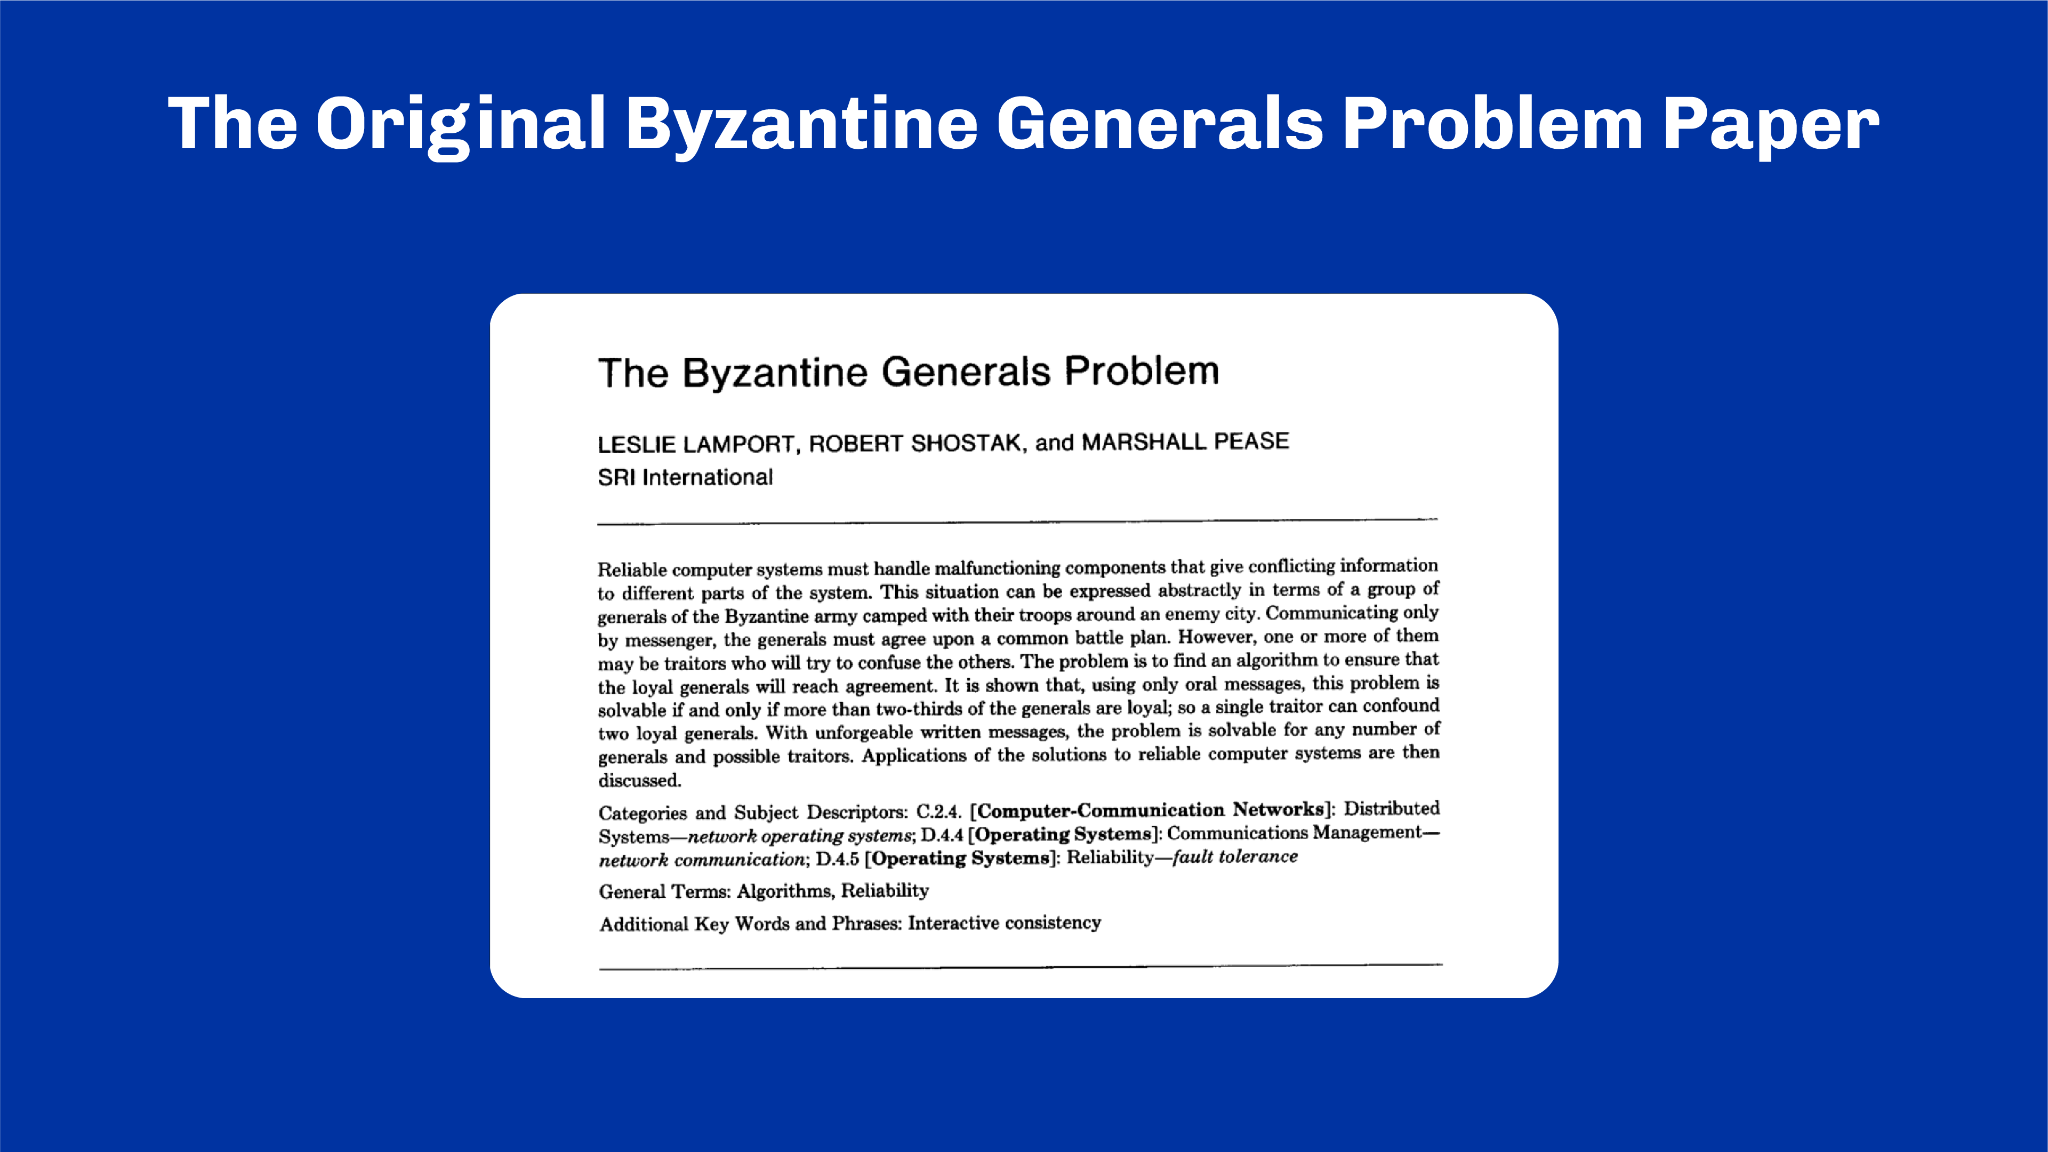 The Original Byzantine Generals Problem Paper
The Byzantine Generals Problem
LESLIE LAMPORT, ROBERT SHOSTAK, and MARSHALL PEASE
SRI International
Reliable computer systems must handle malfunctioning components that give conflicting information
to different parts of the system. This situation can be expressed abstractly in terms of a group of
generals of the Byzantine army camped with their troops around an enemy city. Communicating only
by messenger, the generals must agree upon a common battle plan. However, one or more of them
may be traitors who will try to confuse the others. The problem is to find an algorithm to ensure that
the loyal generals will reach agreement. It is shown that, using only oral messages, this problem is
solvable if and only if more than two-thirds of the generals are loyal; so a single traitor can confound
two loyal generals. With unforgeable written messages, the problem is solvable for any number of
generals and possible traitors. Applications of the solutions to reliable computer systems are then
discussed.
Categories and Subject Descriptors: C.2.4. [Computer-Communication Networks]: Distributed
Systems—network operating systems; D.4.4 [Operating Systems]: Communications Management—
network communication; D.4.5 [Operating Systems]: Reliability—fault tolerance
General Terms: Algorithms, Reliability
Additional Key Words and Phrases: Interactive consistency